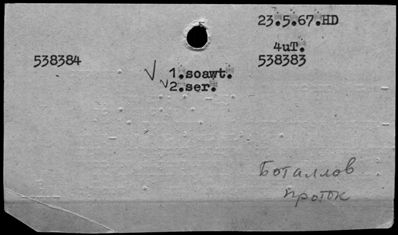 23.5.67.HD
4uT.
538384 538383
√ 1.soawt.
√ 2.ser.
Боталлов
проток